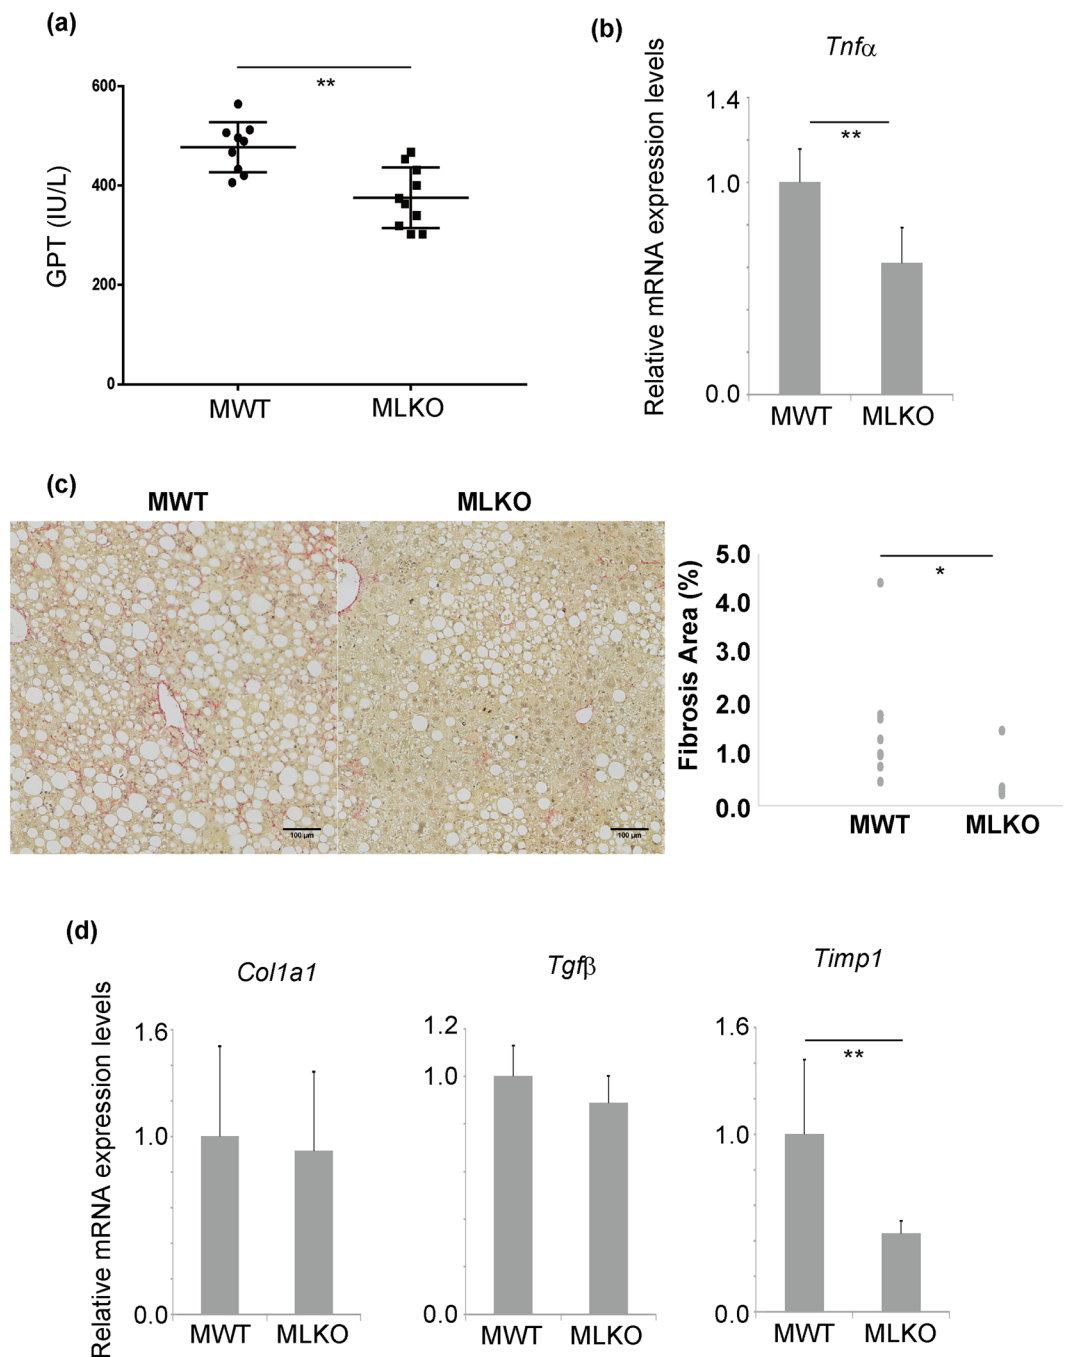 (a)
**
600
400
200
0
GPT (IU/L)
MWT
MLKO
(b)
Tnfα
Relative mRNA expression levels
1.4
1.0
0.0
**
MWT
MLKO
(c)
MWT
MLKO
100 µm
100 µm
Fibrosis Area (%)
5.0
4.0
3.0
2.0
1.0
0.0
*
MWT
MLKO
(d)
Relative mRNA expression levels
Col1a1
1.6
1.0
0.0
MWT
MLKO
Tgfβ
1.2
1.0
0.0
MWT
MLKO
Timp1
1.6
1.0
0.0
**
MWT
MLKO